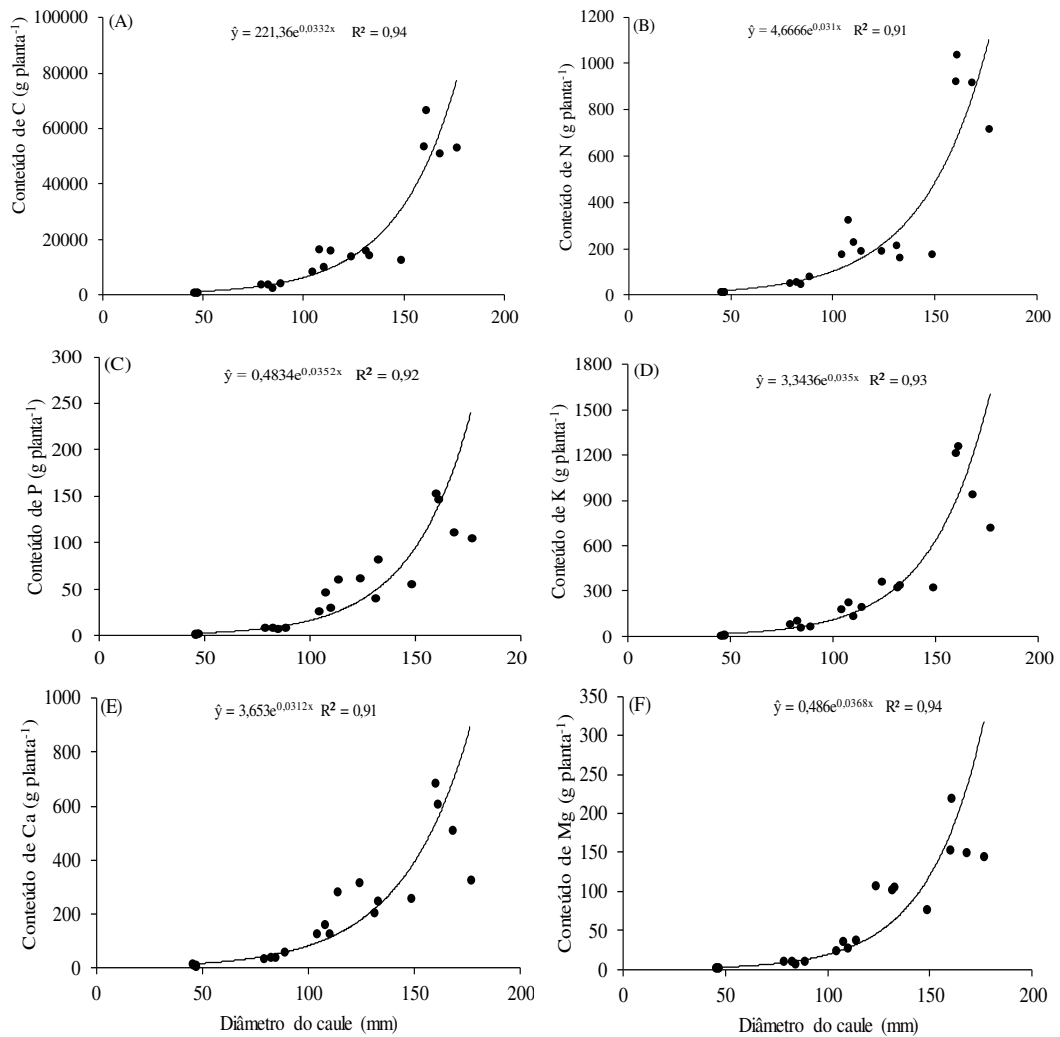 (A)
ŷ = 221,36e^0,0332x R² = 0,94
Conteúdo de C (g planta⁻¹)
100000
80000
60000
40000
20000
0
0 50 100 150 200
(B)
ŷ = 4,6666e^0,031x R² = 0,91
Conteúdo de N (g planta⁻¹)
1200
1000
800
600
400
200
0
0 50 100 150 200
(C)
ŷ = 0,4834e^0,0352x R² = 0,92
Conteúdo de P (g planta⁻¹)
300
250
200
150
100
50
0
0 50 100 150 20
(D)
ŷ = 3,3436e^0,035x R² = 0,93
Conteúdo de K (g planta⁻¹)
1800
1500
1200
900
600
300
0
0 50 100 150 200
(E)
ŷ = 3,653e^0,0312x R² = 0,91
Conteúdo de Ca (g planta⁻¹)
1000
800
600
400
200
0
0 50 100 150 200
Diâmetro do caule (mm)
(F)
ŷ = 0,486e^0,0368x R² = 0,94
Conteúdo de Mg (g planta⁻¹)
350
300
250
200
150
100
50
0
0 50 100 150 200
Diâmetro do caule (mm)